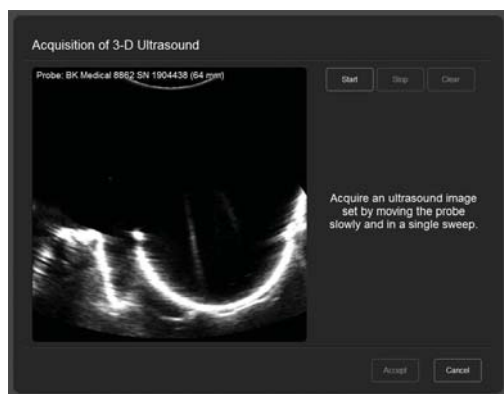 Acquisition of 3-D Ultrasound
Probe: BK Medical 8862 SN 1904438 (64 mm)
Start Stop Clear
Acquire an ultrasound image
set by moving the probe
slowly and in a single sweep.
Accept Cancel